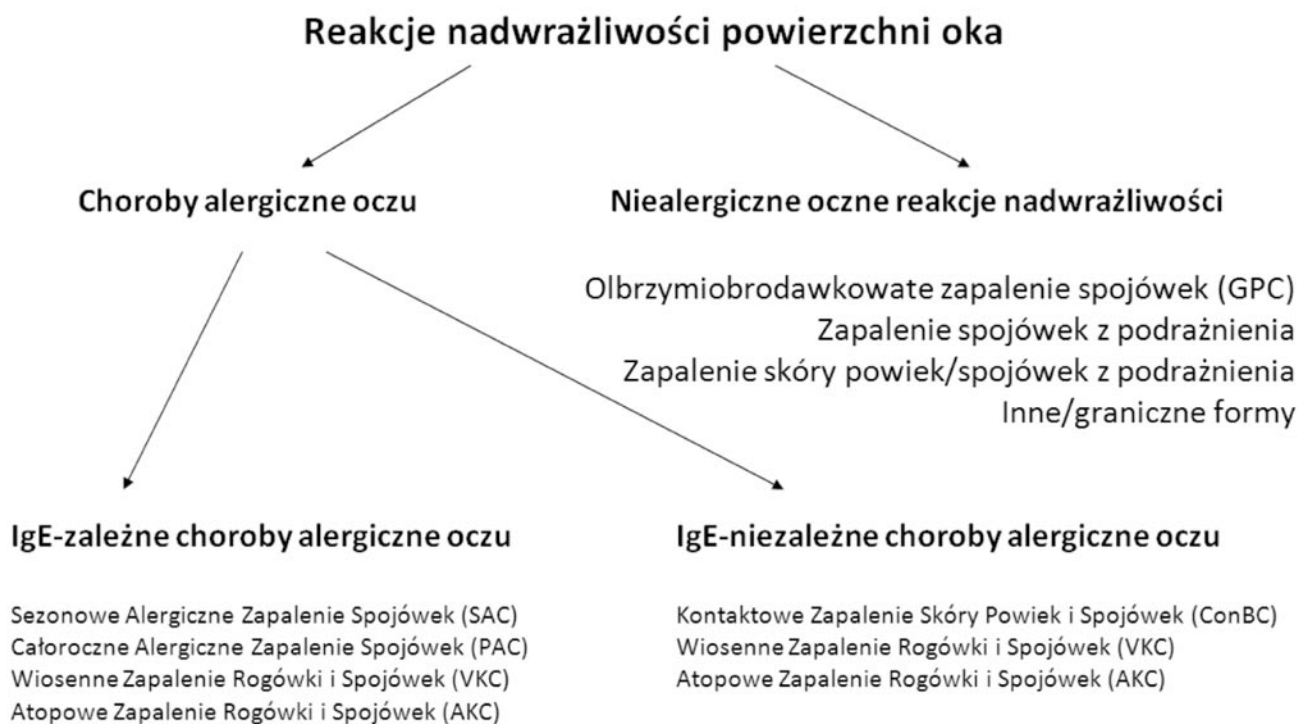 Reakcje nadwrażliwości powierzchni oka
Choroby alergiczne oczu
Niealergiczne oczne reakcje nadwrażliwości
Olbrzymiobrodawkowate zapalenie spojówek (GPC)
Zapalenie spojówek z podrażnienia
Zapalenie skóry powiek/spojówek z podrażnienia
Inne/graniczne formy
IgE-zależne choroby alergiczne oczu
Sezonowe Alergiczne Zapalenie Spojówek (SAC)
Całoroczne Alergiczne Zapalenie Spojówek (PAC)
Wiosenne Zapalenie Rogówki i Spojówek (VKC)
Atopowe Zapalenie Rogówki i Spojówek (AKC)
IgE-niezależne choroby alergiczne oczu
Kontaktowe Zapalenie Skóry Powiek i Spojówek (ConBC)
Wiosenne Zapalenie Rogówki i Spojówek (VKC)
Atopowe Zapalenie Rogówki i Spojówek (AKC)